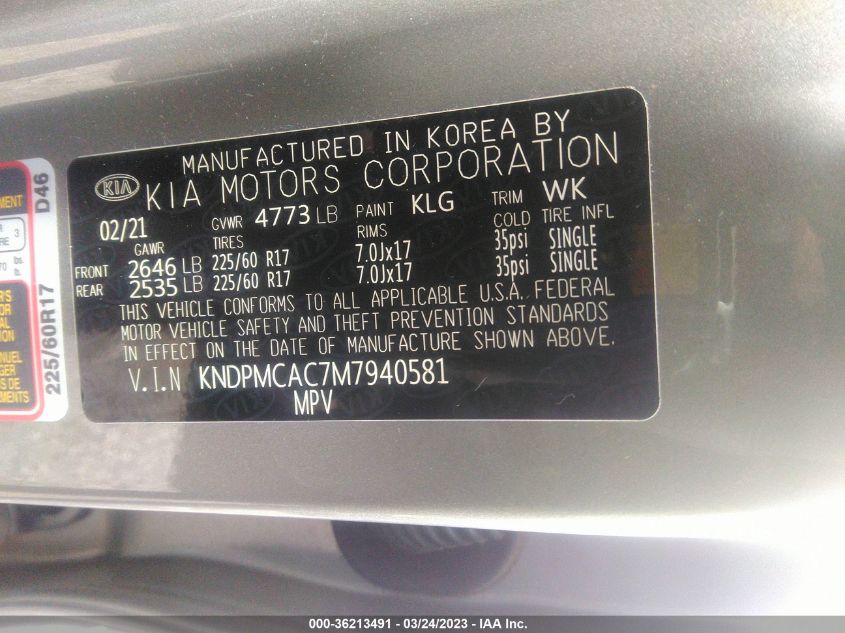 MANUFACTURED IN KOREA BY
KIA KIA MOTORS CORPORATION
02/21 GVWR 4773 LB PAINT KLG TRIM WK
GAWR TIRES RIMS COLD TIRE INFL
FRONT 2646 LB 225/60 R17 7.0Jx17 35psi SINGLE
REAR 2535 LB 225/60 R17 7.0Jx17 35psi SINGLE
THIS VEHICLE CONFORMS TO ALL APPLICABLE U.S.A. FEDERAL
MOTOR VEHICLE SAFETY AND THEFT PREVENTION STANDARDS
IN EFFECT ON THE DATE OF MANUFACTURE SHOWN ABOVE.
V.I.N KNDPMCAC7M7940581
MPV
D46
225/60R17
3
lbs.
000-36213491 - 03/24/2023 - IAA Inc.